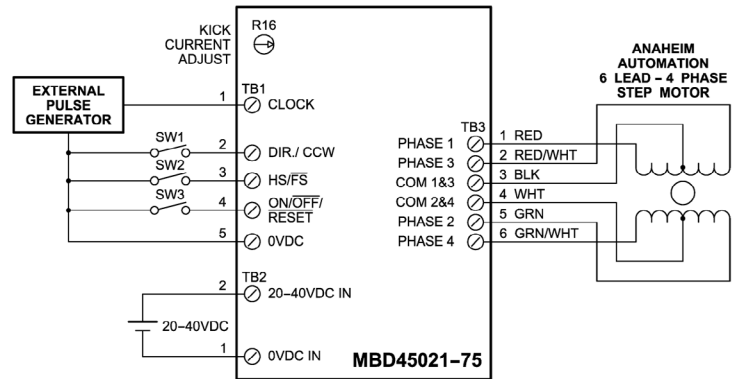 KICK
CURRENT
ADJUST
R16
EXTERNAL
PULSE
GENERATOR
1
TB1
CLOCK
SW1
2
DIR./ CCW
SW2
3
HS/F̅S̅
SW3
4
ON/O̅F̅F̅/
R̅E̅S̅E̅T̅
5
0VDC
TB2
2
20–40VDC IN
20–40VDC
1
0VDC IN
MBD45021–75
TB3
PHASE 1
1 RED
PHASE 3
2 RED/WHT
COM 1&3
3 BLK
COM 2&4
4 WHT
PHASE 2
5 GRN
PHASE 4
6 GRN/WHT
ANAHEIM
AUTOMATION
6 LEAD – 4 PHASE
STEP MOTOR